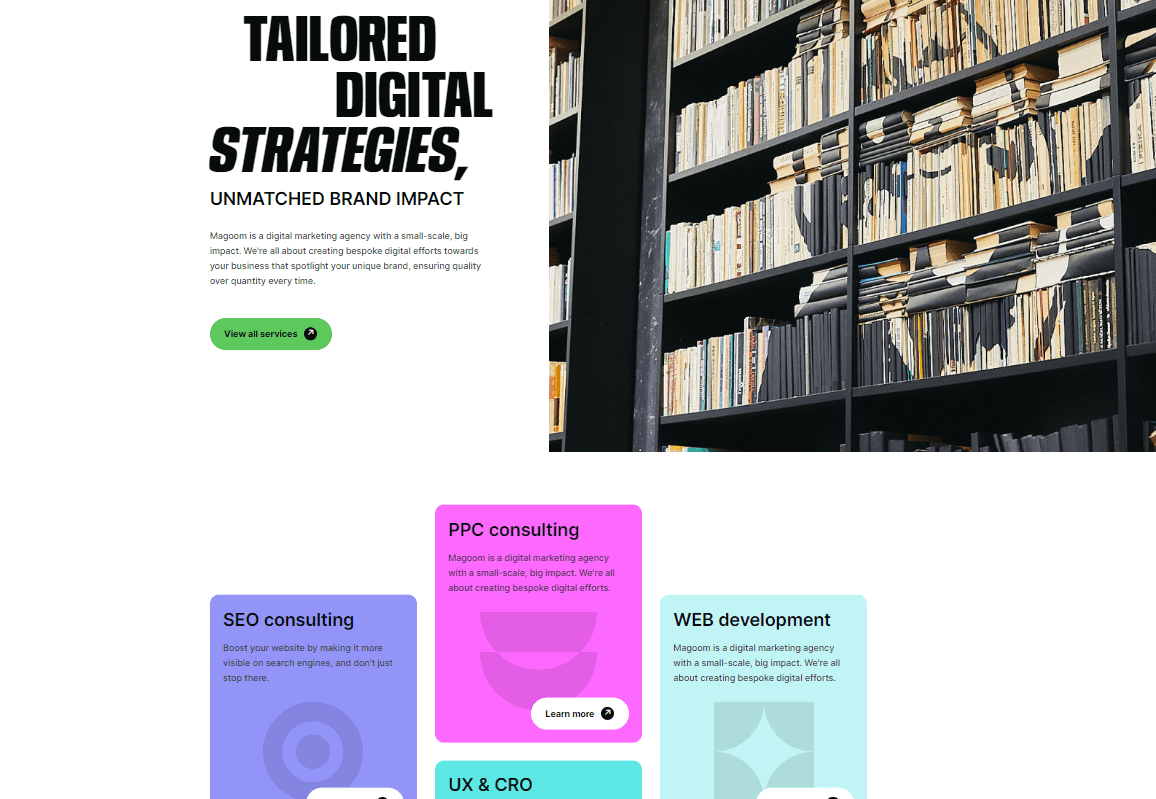 TAILORED
DIGITAL
STRATEGIES,
UNMATCHED BRAND IMPACT
Magoom is a digital marketing agency with a small-scale, big
impact. We're all about creating bespoke digital efforts towards
your business that spotlight your unique brand, ensuring quality
over quantity every time.
View all services
PPC consulting
Magoom is a digital marketing agency
with a small-scale, big impact. We're all
about creating bespoke digital efforts.
Learn more
SEO consulting
Boost your website by making it more
visible on search engines, and don't just
stop there.
WEB development
Magoom is a digital marketing agency
with a small-scale, big impact. We're all
about creating bespoke digital efforts.
UX & CRO